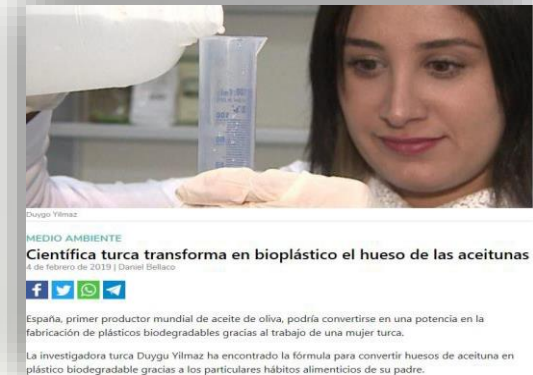 Duygo Yilmaz
MEDIO AMBIENTE
Científica turca transforma en bioplástico el hueso de las aceitunas
4 de febrero de 2019 | Daniel Bellaco
España, primer productor mundial de aceite de oliva, podría convertirse en una potencia en la
fabricación de plásticos biodegradables gracias al trabajo de una mujer turca.
La investigadora turca Duygu Yilmaz ha encontrado la fórmula para convertir huesos de aceituna en
plástico biodegradable gracias a los particulares hábitos alimenticios de su padre.